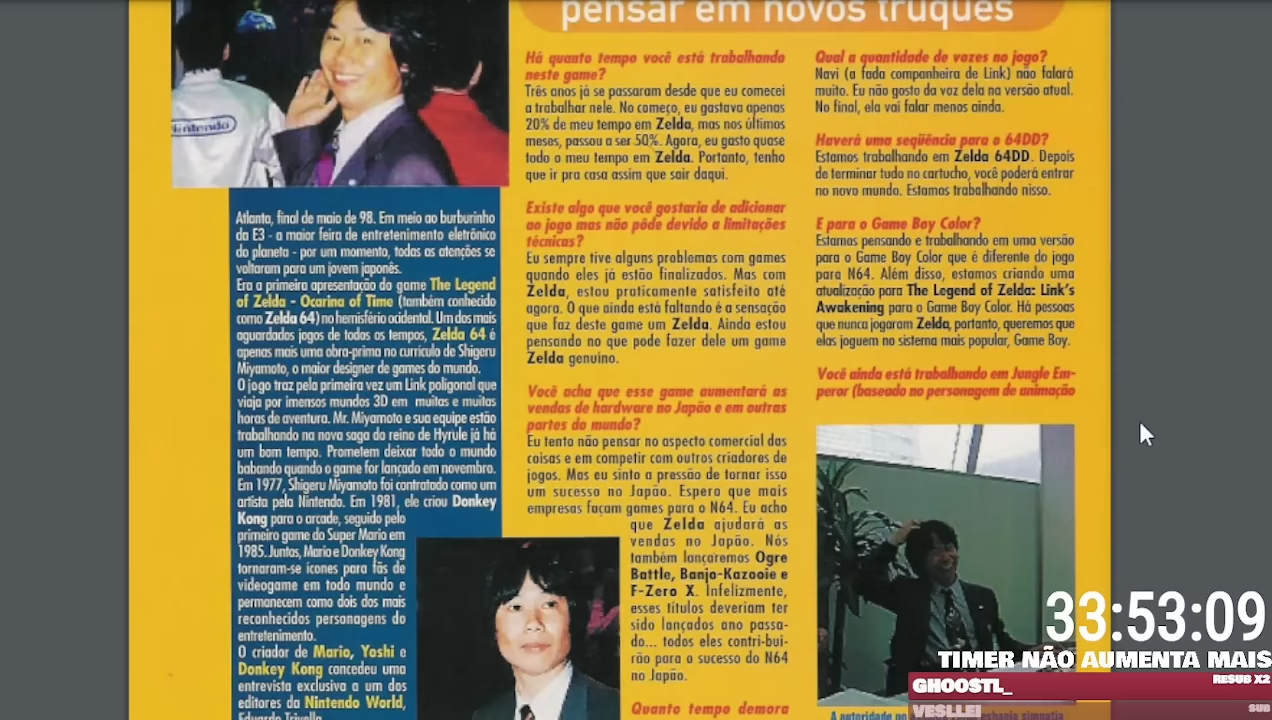 pensar em novos truques
Nintendo
Atlanta, final de maio de 98. Em meio ao burburinho
da E3 - a maior feira de entretenimento eletrônico
do planeta - por um momento, todas as atenções se
voltaram para um jovem japonês.
Era a primeira apresentação do game The Legend
of Zelda - Ocarina of Time (também conhecido
como Zelda 64) no hemisfério ocidental. Um dos mais
aguardados jogos de todos os tempos, Zelda 64 é
apenas mais uma obra-prima no currículo de Shigeru
Miyamoto, o maior designer de games do mundo.
O jogo traz pela primeira vez um Link poligonal que
viaja por imensos mundos 3D em muitas e muitas
horas de aventura. Mr. Miyamoto e sua equipe estão
trabalhando na nova saga do reino de Hyrule já há
um bom tempo. Prometem deixar todo o mundo
babando quando o game for lançado em novembro.
Em 1977, Shigeru Miyamoto foi contratado como um
artista pela Nintendo. Em 1981, ele criou Donkey
Kong para o arcade, seguido pelo
primeiro game do Super Mario em
1985. Juntos, Mario e Donkey Kong
tornaram-se ícones para fãs de
videogame em todo mundo e
permanecem como dois dos mais
reconhecidos personagens do
entretenimento.
O criador de Mario, Yoshi e
Donkey Kong concedeu uma
entrevista exclusiva a um dos
editores da Nintendo World,
Eduardo Trivella
Há quanto tempo você está trabalhando
neste game?
Três anos já se passaram desde que eu comecei
a trabalhar nele. No começo, eu gastava apenas
20% de meu tempo em Zelda, mas nos últimos
meses, passou a ser 50%. Agora, eu gasto quase
todo o meu tempo em Zelda. Portanto, tenho
que ir pra casa assim que sair daqui.
Existe algo que você gostaria de adicionar
ao jogo mas não pôde devido a limitações
técnicas?
Eu sempre tive alguns problemas com games
quando eles já estão finalizados. Mas com
Zelda, estou praticamente satisfeito até
agora. O que ainda está faltando é a sensação
que faz deste game um Zelda. Ainda estou
pensando no que pode fazer dele um game
Zelda genuíno.
Você acha que esse game aumentará as
vendas de hardware no Japão e em outras
partes do mundo?
Eu tento não pensar no aspecto comercial das
coisas e em competir com outros criadores de
jogos. Mas eu sinto a pressão de tornar isso
um sucesso no Japão. Espero que mais
empresas façam games para o N64. Eu acho
que Zelda ajudará as
vendas no Japão. Nós
também lançaremos Ogre
Battle, Banjo-Kazooie e
F-Zero X. Infelizmente,
esses títulos deveriam ter
sido lançados ano passa-
do... todos eles contri-bui-
rão para o sucesso do N64
no Japão.
Quanto tempo demora
Qual a quantidade de vozes no jogo?
Navi (a fada companheira de Link) não falará
muito. Eu não gosto da voz dela na versão atual.
No final, ela vai falar menos ainda.
Haverá uma seqüência para o 64DD?
Estamos trabalhando em Zelda 64DD. Depois
de terminar tudo no cartucho, você poderá entrar
no novo mundo. Estamos trabalhando nisso.
E para o Game Boy Color?
Estamos pensando e trabalhando em uma versão
para o Game Boy Color que é diferente do jogo
para N64. Além disso, estamos criando uma
atualização para The Legend of Zelda: Link's
Awakening para o Game Boy Color. Há pessoas
que nunca jogaram Zelda, portanto, queremos que
elas joguem no sistema mais popular, Game Boy.
Você ainda está trabalhando em Jungle Em-
peror (baseado no personagem de animação
A autoridade no
simpatia
33:53:09
TIMER NÃO AUMENTA MAIS
GHOOSTL_ RESUB X2
VESLLEI SUB